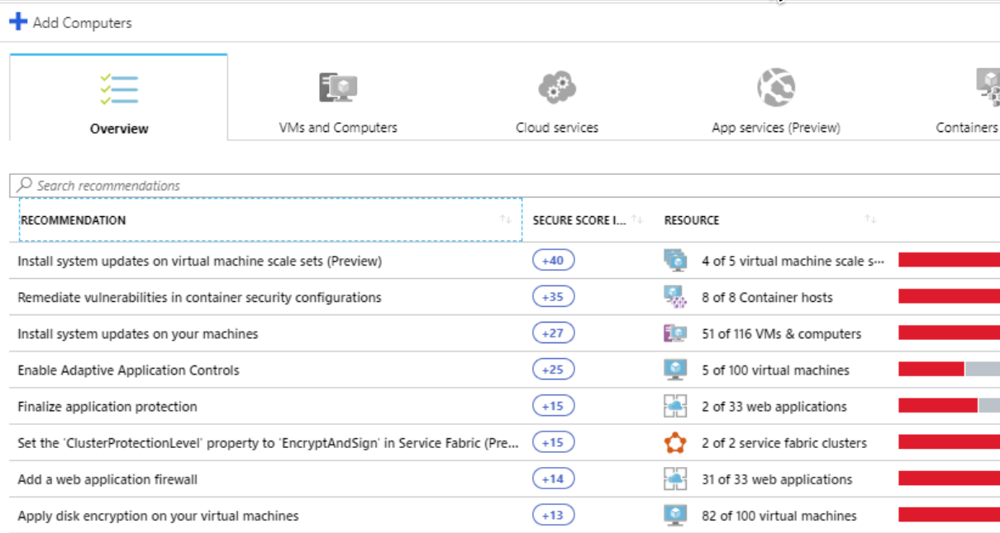 Add Computers
Overview
VMs and Computers
Cloud services
App services (Preview)
Containers
Search recommendations
RECOMMENDATION SECURE SCORE I... RESOURCE
Install system updates on virtual machine scale sets (Preview) +40 4 of 5 virtual machine scale s...
Remediate vulnerabilities in container security configurations +35 8 of 8 Container hosts
Install system updates on your machines +27 51 of 116 VMs & computers
Enable Adaptive Application Controls +25 5 of 100 virtual machines
Finalize application protection +15 2 of 33 web applications
Set the 'ClusterProtectionLevel' property to 'EncryptAndSign' in Service Fabric (Pre... +15 2 of 2 service fabric clusters
Add a web application firewall +14 31 of 33 web applications
Apply disk encryption on your virtual machines +13 82 of 100 virtual machines